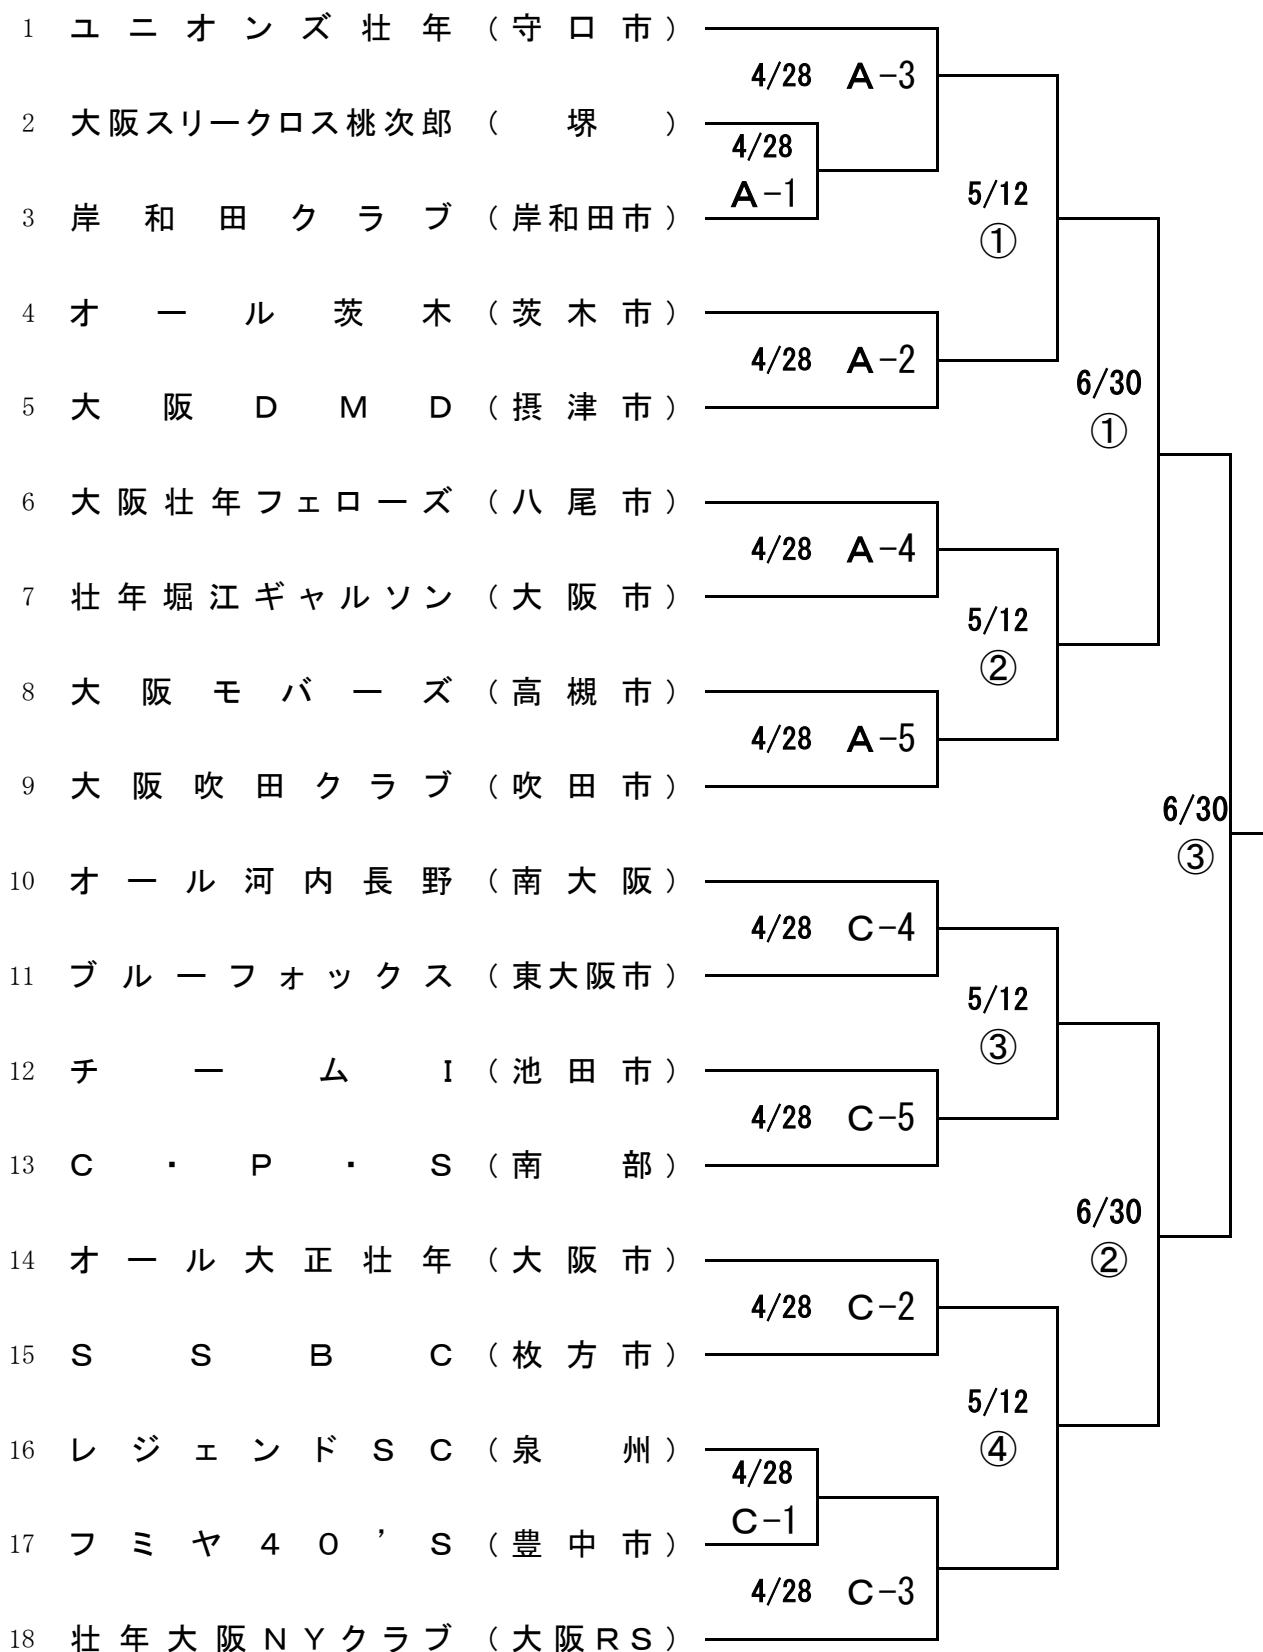 1 ユニオンズ壮年 (守口市)
4/28 A-3
2 大阪スリークロス桃次郎 (堺)
4/28
A-1
5/12
①
3 岸和田クラブ (岸和田市)
4 オール茨木 (茨木市)
4/28 A-2
6/30
①
5 大阪DMD (摂津市)
6 大阪壮年フェローズ (八尾市)
4/28 A-4
7 壮年堀江ギャルソン (大阪市)
5/12
②
8 大阪モバーズ (高槻市)
4/28 A-5
9 大阪吹田クラブ (吹田市)
6/30
③
10 オール河内長野 (南大阪)
4/28 C-4
11 ブルーフォックス (東大阪市)
5/12
③
12 チームI (池田市)
4/28 C-5
13 C・P・S (南部)
6/30
②
14 オール大正壮年 (大阪市)
4/28 C-2
15 SSBC (枚方市)
5/12
④
16 レジェンドSC (泉州)
4/28
C-1
17 フミヤ40’S (豊中市)
4/28 C-3
18 壮年大阪NYクラブ (大阪RS)